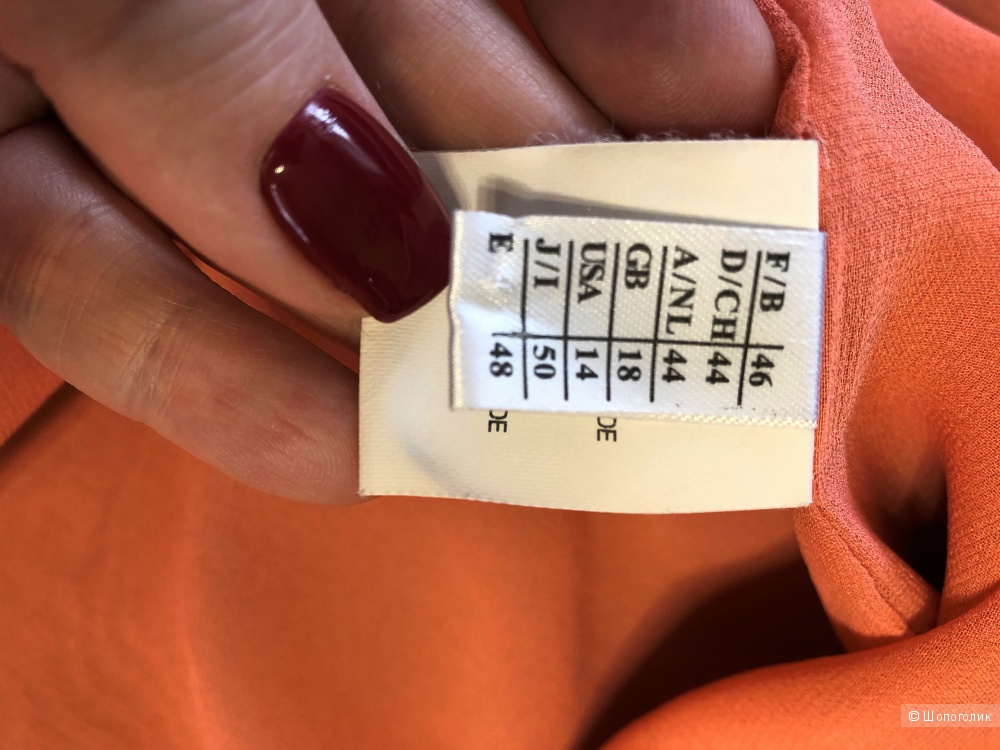 F/B 46
D/CH 44
A/NL 44
GB 18
USA 14
J/I 50
E 48
DE
DE
© Шопоголик